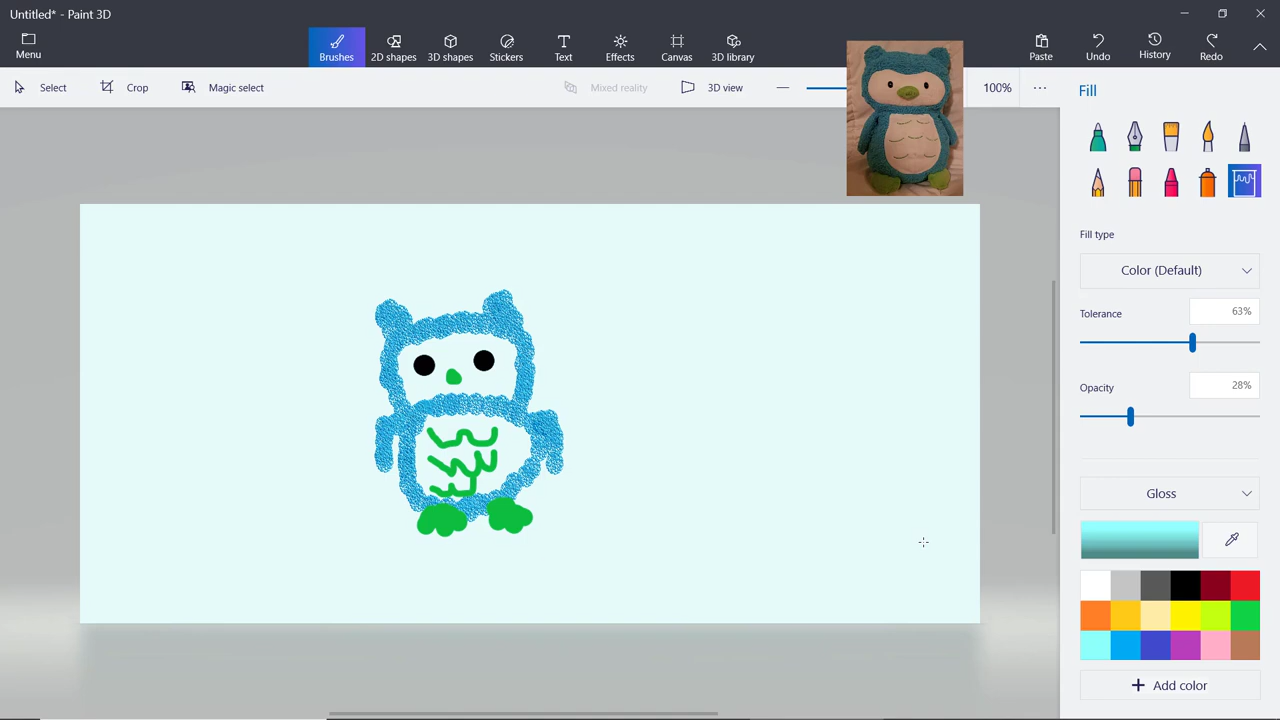 Untitled* - Paint 3D
Menu
Brushes
2D shapes
3D shapes
Stickers
Text
Effects
Canvas
3D library
Paste
Undo
History
Redo
Select
Crop
Magic select
Mixed reality
3D view
100%
Fill
Fill type
Color (Default)
Tolerance
63%
Opacity
28%
Gloss
Add color